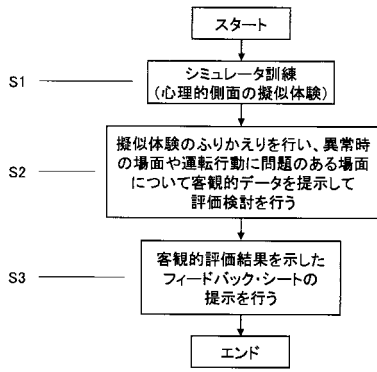 スタート
S1
シミュレータ訓練
(心理的側面の擬似体験)
S2
擬似体験のふりかえりを行い、異常時
の場面や運転行動に問題のある場面
について客観的データを提示して
評価検討を行う
S3
客観的評価結果を示した
フィードバック・シートの
提示を行う
エンド